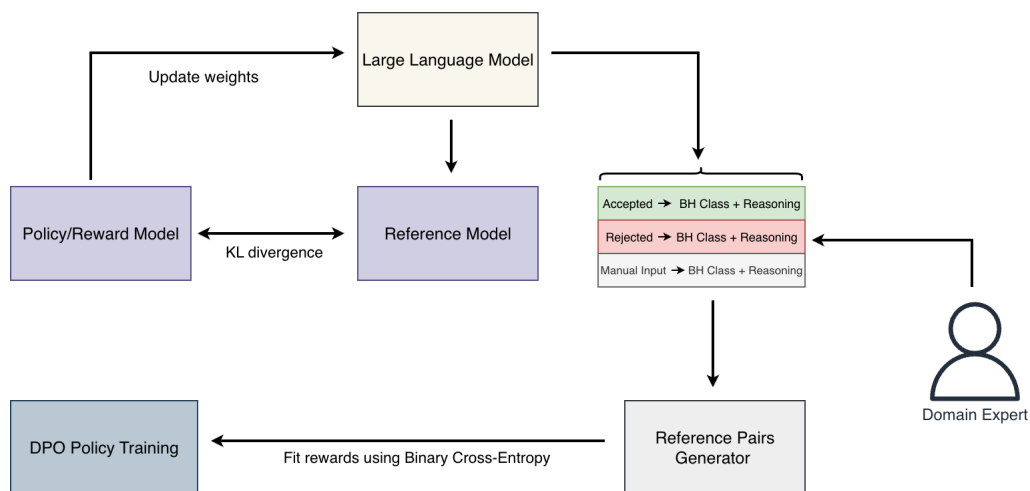 Large Language Model
Update weights
Policy/Reward Model
KL divergence
Reference Model
Accepted → BH Class + Reasoning
Rejected → BH Class + Reasoning
Manual Input → BH Class + Reasoning
Domain Expert
DPO Policy Training
Fit rewards using Binary Cross-Entropy
Reference Pairs
Generator